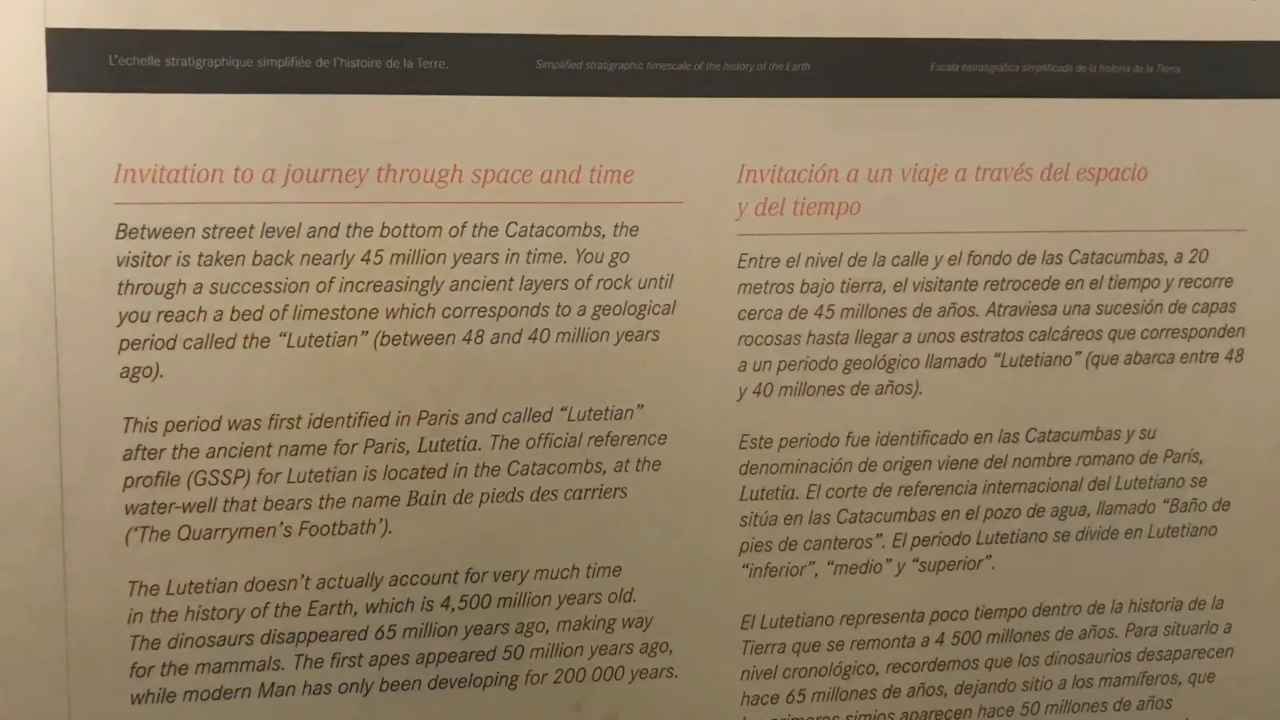 L'échelle stratigraphique simplifiée de l'histoire de la Terre.
Simplified stratigraphic timescale of the history of the Earth
Escala estratigráfica simplificada de la historia de la Tierra
Invitation to a journey through space and time
Between street level and the bottom of the Catacombs, the
visitor is taken back nearly 45 million years in time. You go
through a succession of increasingly ancient layers of rock until
you reach a bed of limestone which corresponds to a geological
period called the “Lutetian” (between 48 and 40 million years
ago).
This period was first identified in Paris and called “Lutetian”
after the ancient name for Paris, Lutetia. The official reference
profile (GSSP) for Lutetian is located in the Catacombs, at the
water-well that bears the name Bain de pieds des carriers
(‘The Quarrymen’s Footbath’).
The Lutetian doesn’t actually account for very much time
in the history of the Earth, which is 4,500 million years old.
The dinosaurs disappeared 65 million years ago, making way
for the mammals. The first apes appeared 50 million years ago,
while modern Man has only been developing for 200 000 years.
Invitación a un viaje a través del espacio
y del tiempo
Entre el nivel de la calle y el fondo de las Catacumbas, a 20
metros bajo tierra, el visitante retrocede en el tiempo y recorre
cerca de 45 millones de años. Atraviesa una sucesión de capas
rocosas hasta llegar a unos estratos calcáreos que corresponden
a un periodo geológico llamado “Lutetiano” (que abarca entre 48
y 40 millones de años).
Este periodo fue identificado en las Catacumbas y su
denominación de origen viene del nombre romano de París,
Lutetia. El corte de referencia internacional del Lutetiano se
sitúa en las Catacumbas en el pozo de agua, llamado “Baño de
pies de canteros”. El periodo Lutetiano se divide en Lutetiano
“inferior”, “medio” y “superior”.
El Lutetiano representa poco tiempo dentro de la historia de la
Tierra que se remonta a 4 500 millones de años. Para situarlo a
nivel cronológico, recordemos que los dinosaurios desaparecen
hace 65 millones de años, dejando sitio a los mamíferos, que
simios aparecen hace 50 millones de años